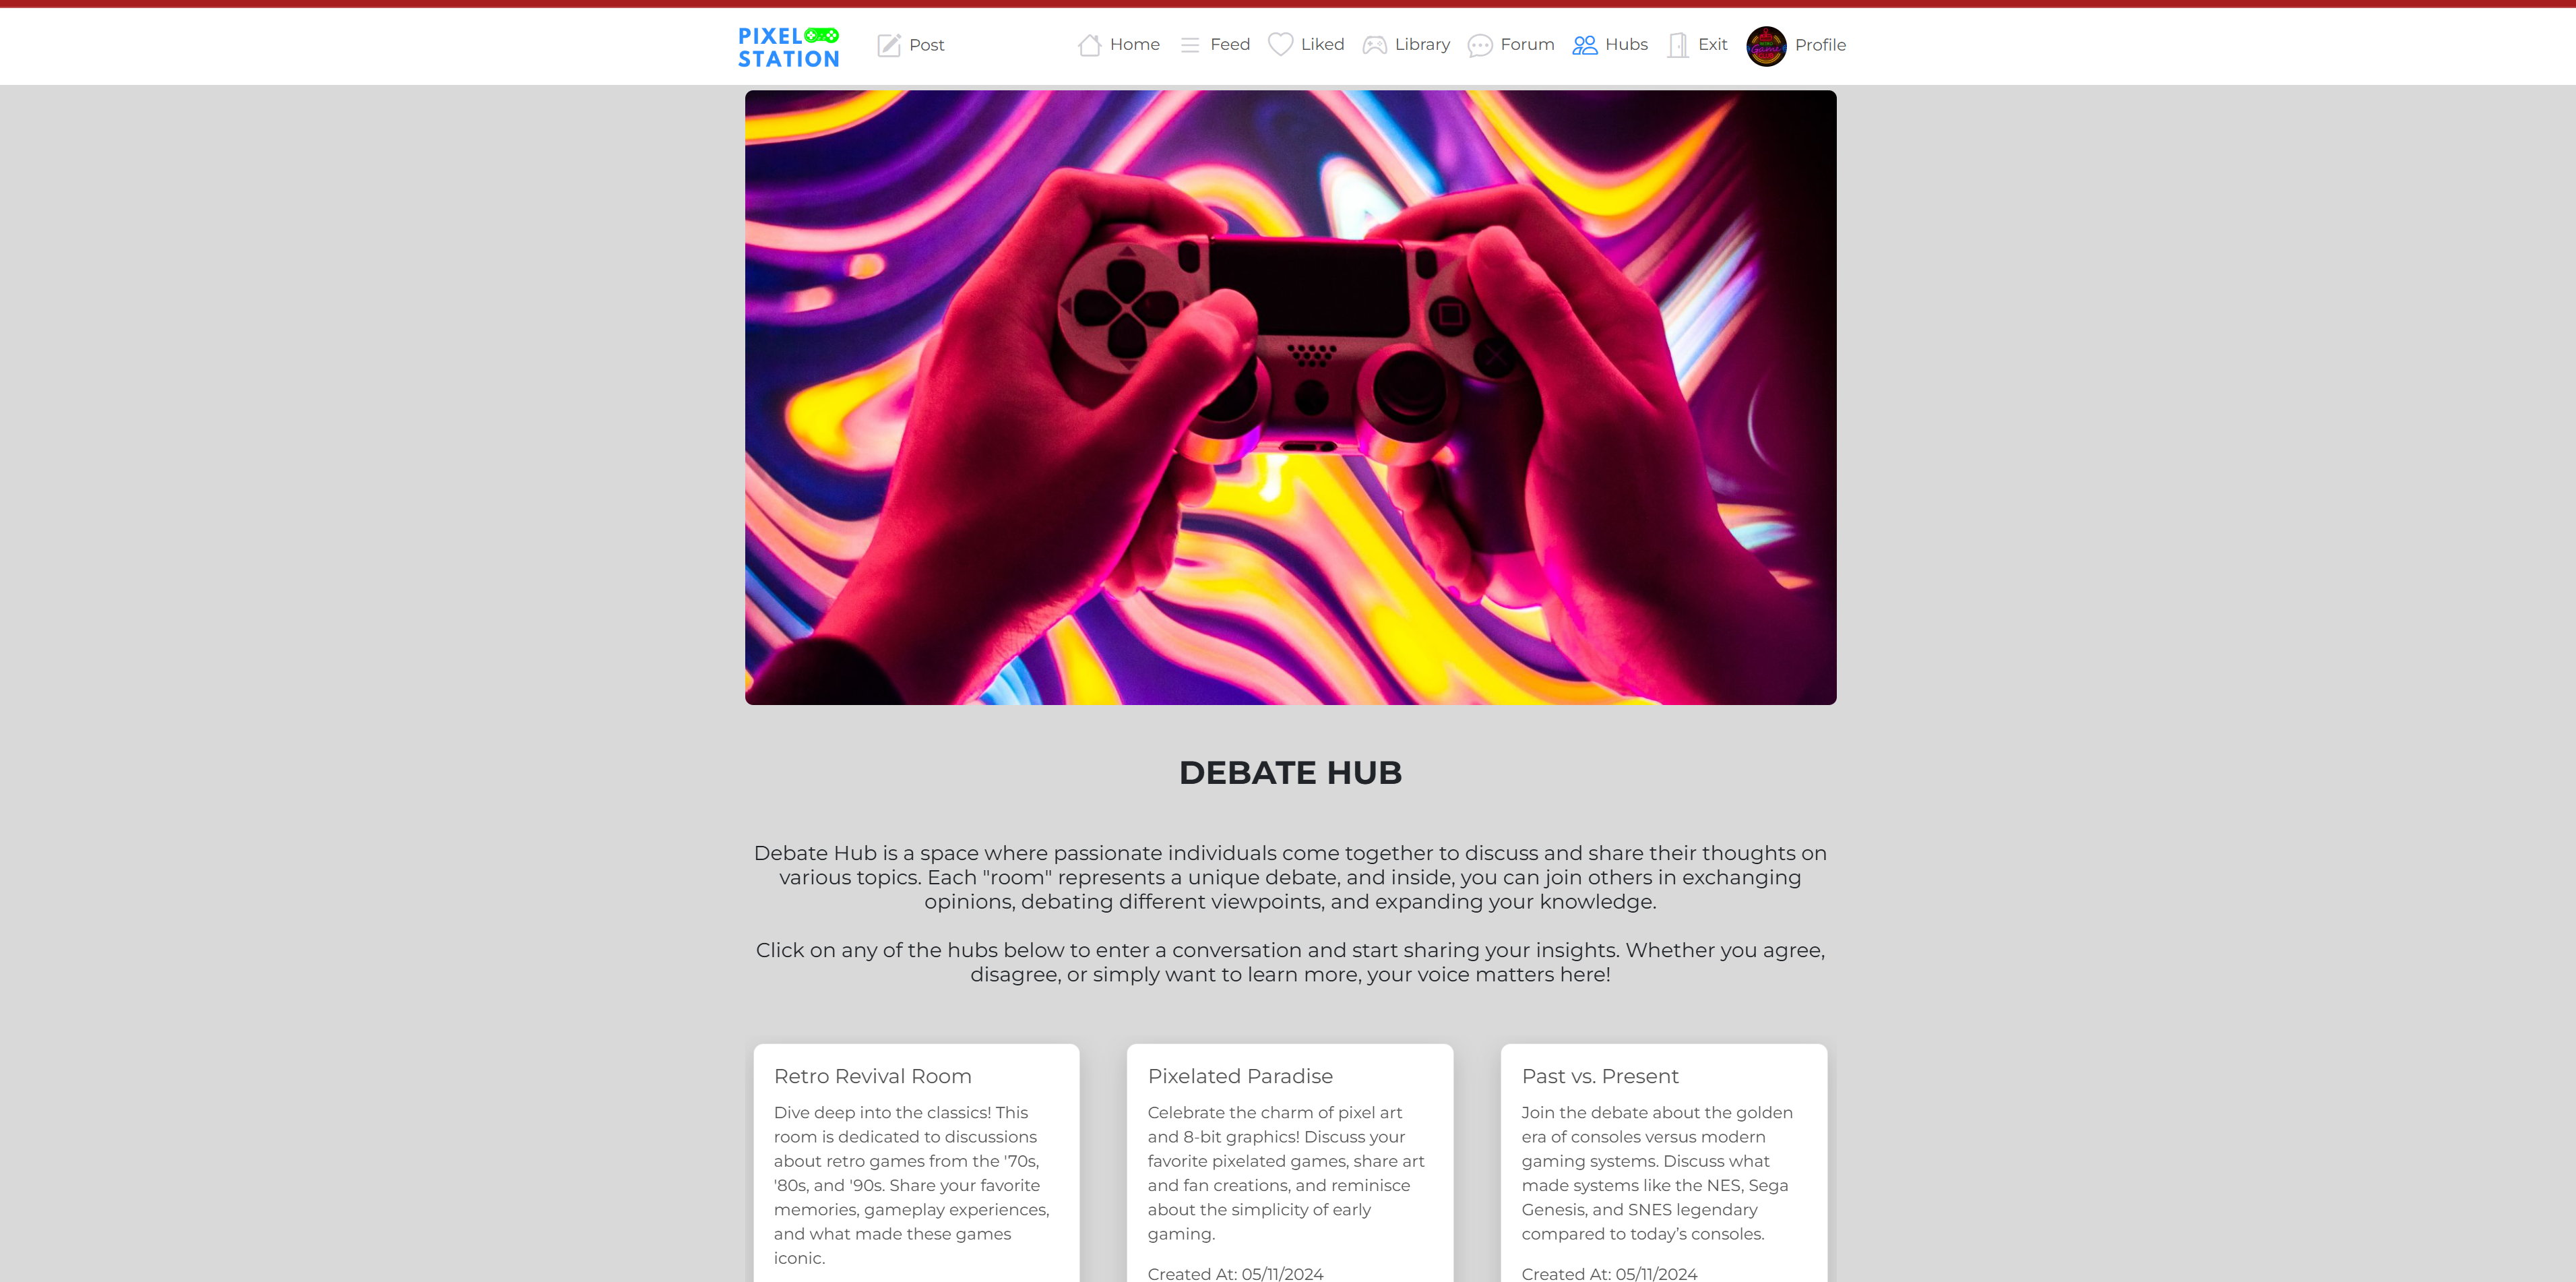 PIXEL
STATION
Post
Home
Feed
Liked
Library
Forum
Hubs
Exit
Profile
DEBATE HUB
Debate Hub is a space where passionate individuals come together to discuss and share their thoughts on
various topics. Each "room" represents a unique debate, and inside, you can join others in exchanging
opinions, debating different viewpoints, and expanding your knowledge.
Click on any of the hubs below to enter a conversation and start sharing your insights. Whether you agree,
disagree, or simply want to learn more, your voice matters here!
Retro Revival Room
Dive deep into the classics! This
room is dedicated to discussions
about retro games from the '70s,
'80s, and '90s. Share your favorite
memories, gameplay experiences,
and what made these games
iconic.
Pixelated Paradise
Celebrate the charm of pixel art
and 8-bit graphics! Discuss your
favorite pixelated games, share art
and fan creations, and reminisce
about the simplicity of early
gaming.
Created At: 05/11/2024
Past vs. Present
Join the debate about the golden
era of consoles versus modern
gaming systems. Discuss what
made systems like the NES, Sega
Genesis, and SNES legendary
compared to today’s consoles.
Created At: 05/11/2024